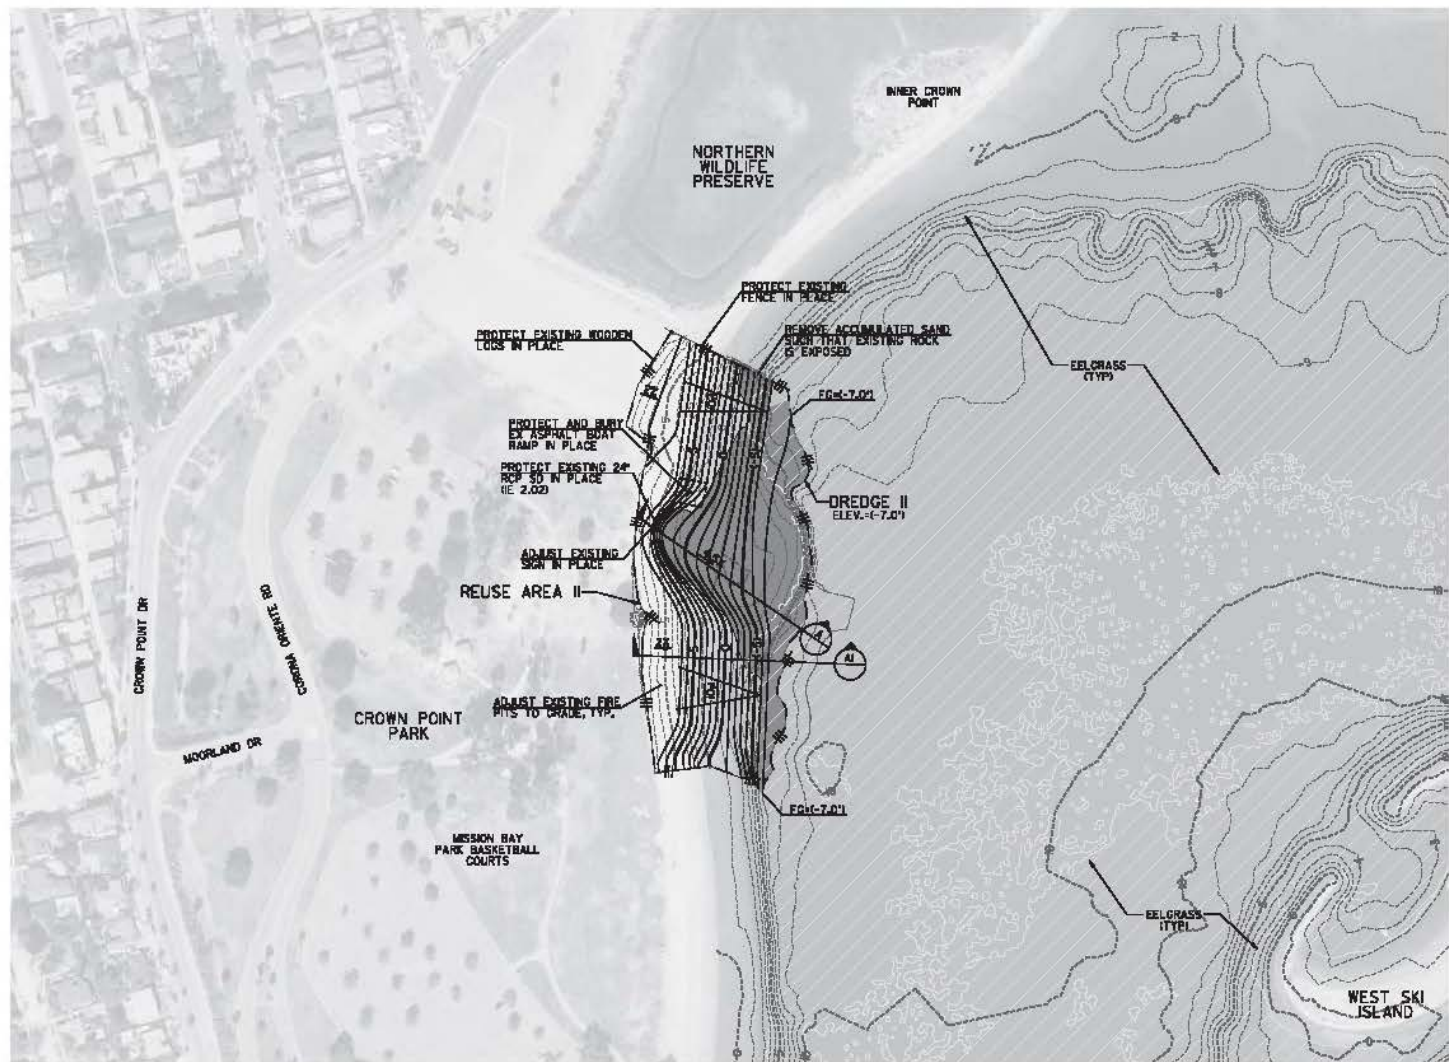 INNER CROWN
POINT
NORTHERN
WILDLIFE
PRESERVE
PROTECT EXISTING
FENCE IN PLACE
PROTECT EXISTING WOODEN
LOGS IN PLACE
REMOVE ACCUMULATED SAND
SUCH THAT EXISTING ROCK
IS EXPOSED
EELGRASS
(TYP)
FG=(-7.0')
PROTECT AND BURY
EX ASPHALT BOAT
RAMP IN PLACE
PROTECT EXISTING 24"
RCP SD IN PLACE
(IE 2.02)
DREDGE II
ELEV.=(-7.0')
ADJUST EXISTING
SIGN IN PLACE
REUSE AREA II
CROWN POINT DR
CORONA ORIENTE RD
A
A1
ADJUST EXISTING FIRE
PITS TO GRADE, TYP.
CROWN POINT
PARK
MOORLAND DR
FG=(-7.0')
MISSION BAY
PARK BASKETBALL
COURTS
EELGRASS
(TYP)
WEST SKI
ISLAND